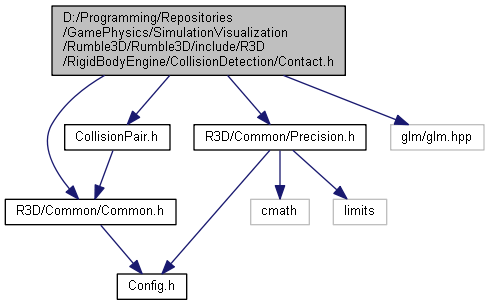 D:/Programming/Repositories
/GamePhysics/SimulationVisualization
/Rumble3D/Rumble3D/include/R3D
/RigidBodyEngine/CollisionDetection/Contact.h
CollisionPair.h
R3D/Common/Precision.h
glm/glm.hpp
R3D/Common/Common.h
cmath
limits
Config.h